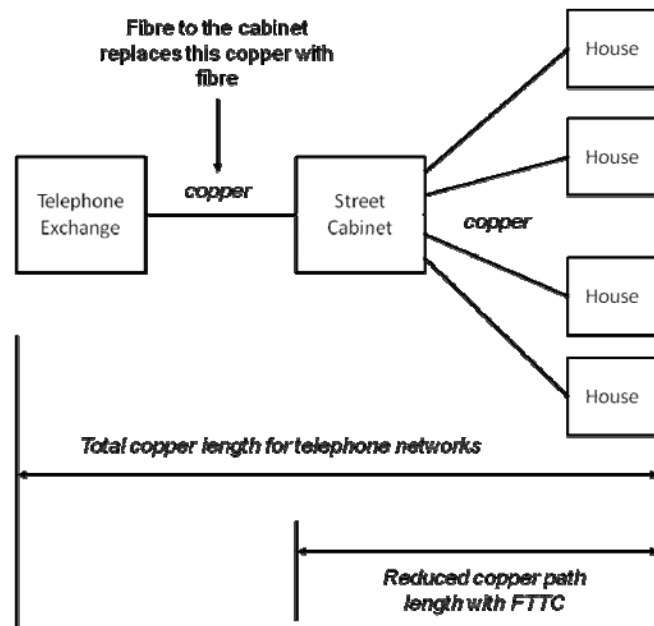 Fibre to the cabinet
replaces this copper with
fibre
House
House
Telephone
Exchange
copper
Street
Cabinet
copper
House
House
Total copper length for telephone networks
Reduced copper path
length with FTTC